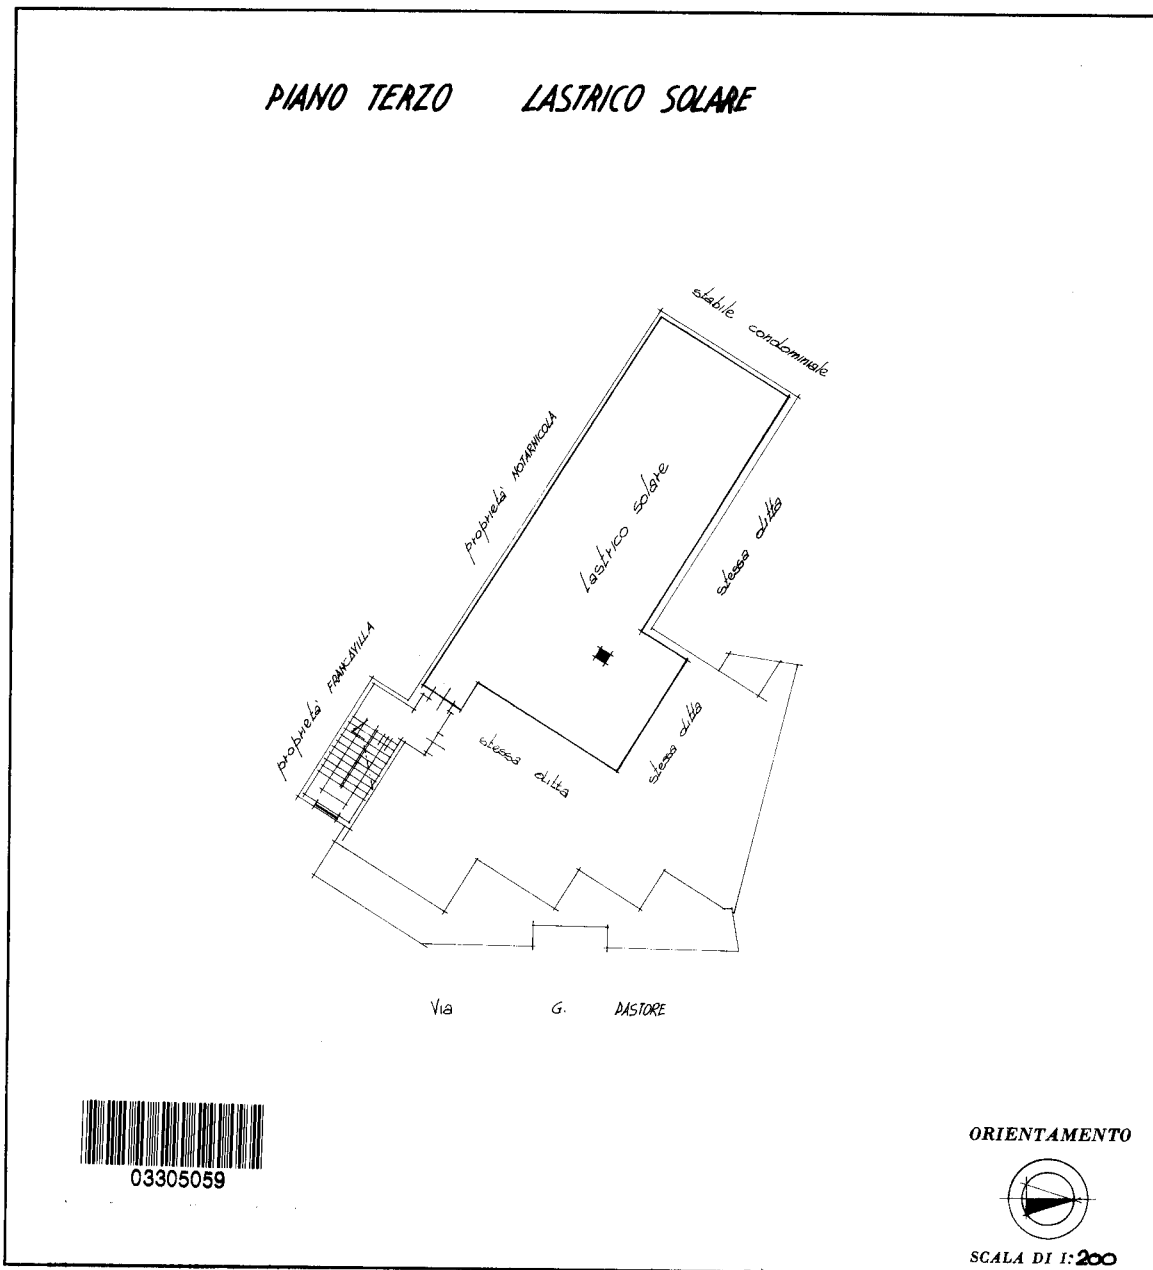 PIANO TERZO LASTRICO SOLARE
stabile condominiale
proprietà NOTARNICOLA
Lastrico solare
stessa ditta
proprietà FRANCAVILLA
stessa ditta
stessa ditta
Via G. PASTORE
03305059
ORIENTAMENTO
SCALA DI 1:200